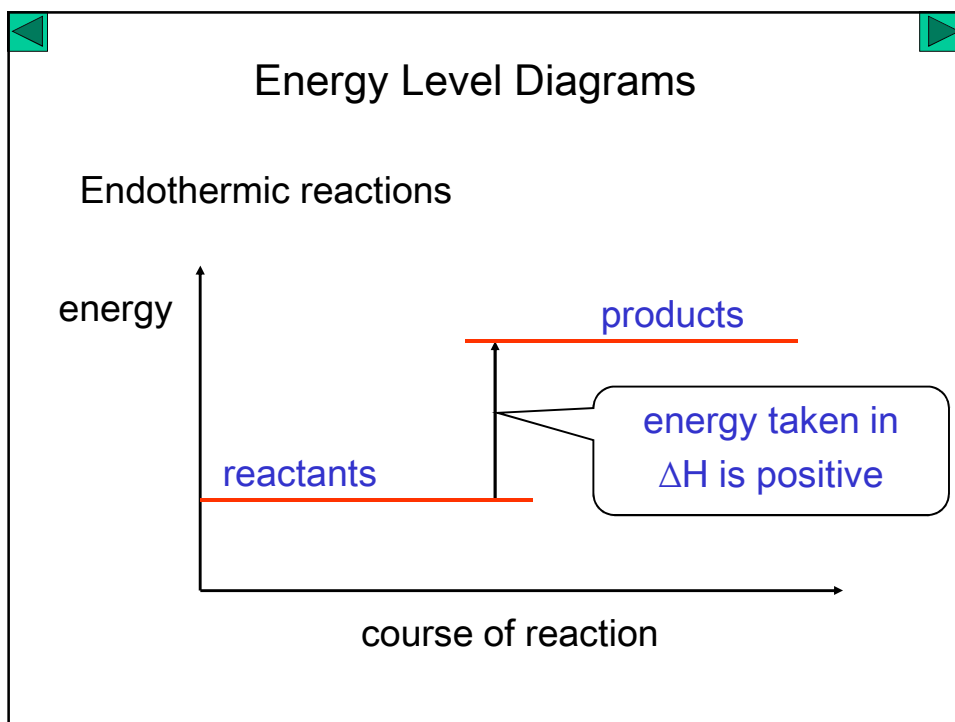 Energy Level Diagrams
Endothermic reactions
energy
products
energy taken in
ΔH is positive
reactants
course of reaction